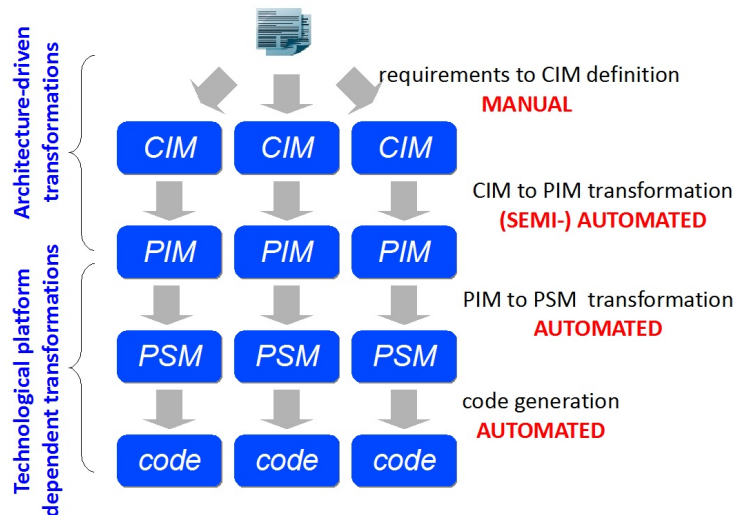 Architecture-driven
transformations
requirements to CIM definition
MANUAL
CIM CIM CIM
CIM to PIM transformation
(SEMI-) AUTOMATED
PIM PIM PIM
Technological platform
dependent transformations
PIM to PSM transformation
AUTOMATED
PSM PSM PSM
code generation
AUTOMATED
code code code